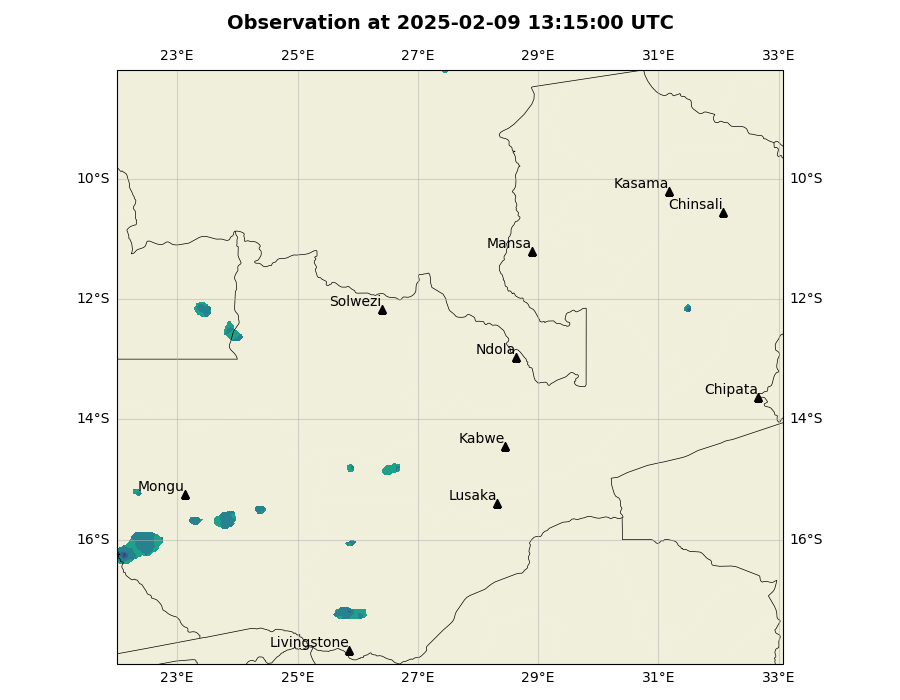 Observation at 2025-02-09 13:15:00 UTC
23°E 25°E 27°E 29°E 31°E 33°E
10°S 10°S
Kasama
Chinsali
Mansa
12°S 12°S
Solwezi
Ndola
Chipata
14°S 14°S
Kabwe
Mongu
Lusaka
16°S 16°S
Livingstone
23°E 25°E 27°E 29°E 31°E 33°E